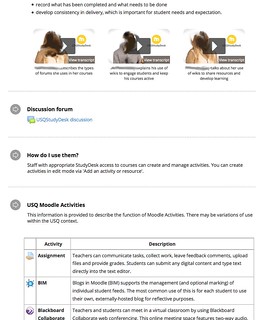 record what has been completed and what needs to be done
develop consistency in delivery, which is important for student needs and expectation.
View transcript
View transcript
View transcript
describes the types of
forums she uses in her courses
explains his use of
wikis to engage students and keep
his courses active
talks about her use
of wikis to share resources and
develop learning
Discussion forum
USQStudyDesk discussion
How do I use them?
Staff with appropriate StudyDesk access to courses can create and manage activities. You can create
activities in edit mode via 'Add an activity or resource'.
USQ Moodle Activities
This information is provided to describe the function of Moodle Activities. There may be variations of use
within the USQ context.
Activity Description
Assignment Teachers can communicate tasks, collect work, leave feedback comments, upload
files and provide grades. Students can submit any digital content and type text
directly into the text editor.
BIM Blogs in Moodle (BIM) supports the management (and optional marking) of
individual student feeds. The most common use of this is for each student to use
their own, externally-hosted blog for reflective purposes.
Blackboard Teachers and students can meet in a virtual classroom by using Blackboard
Collaborate Collaborate web conferencing. This online meeting space features two-way audio,